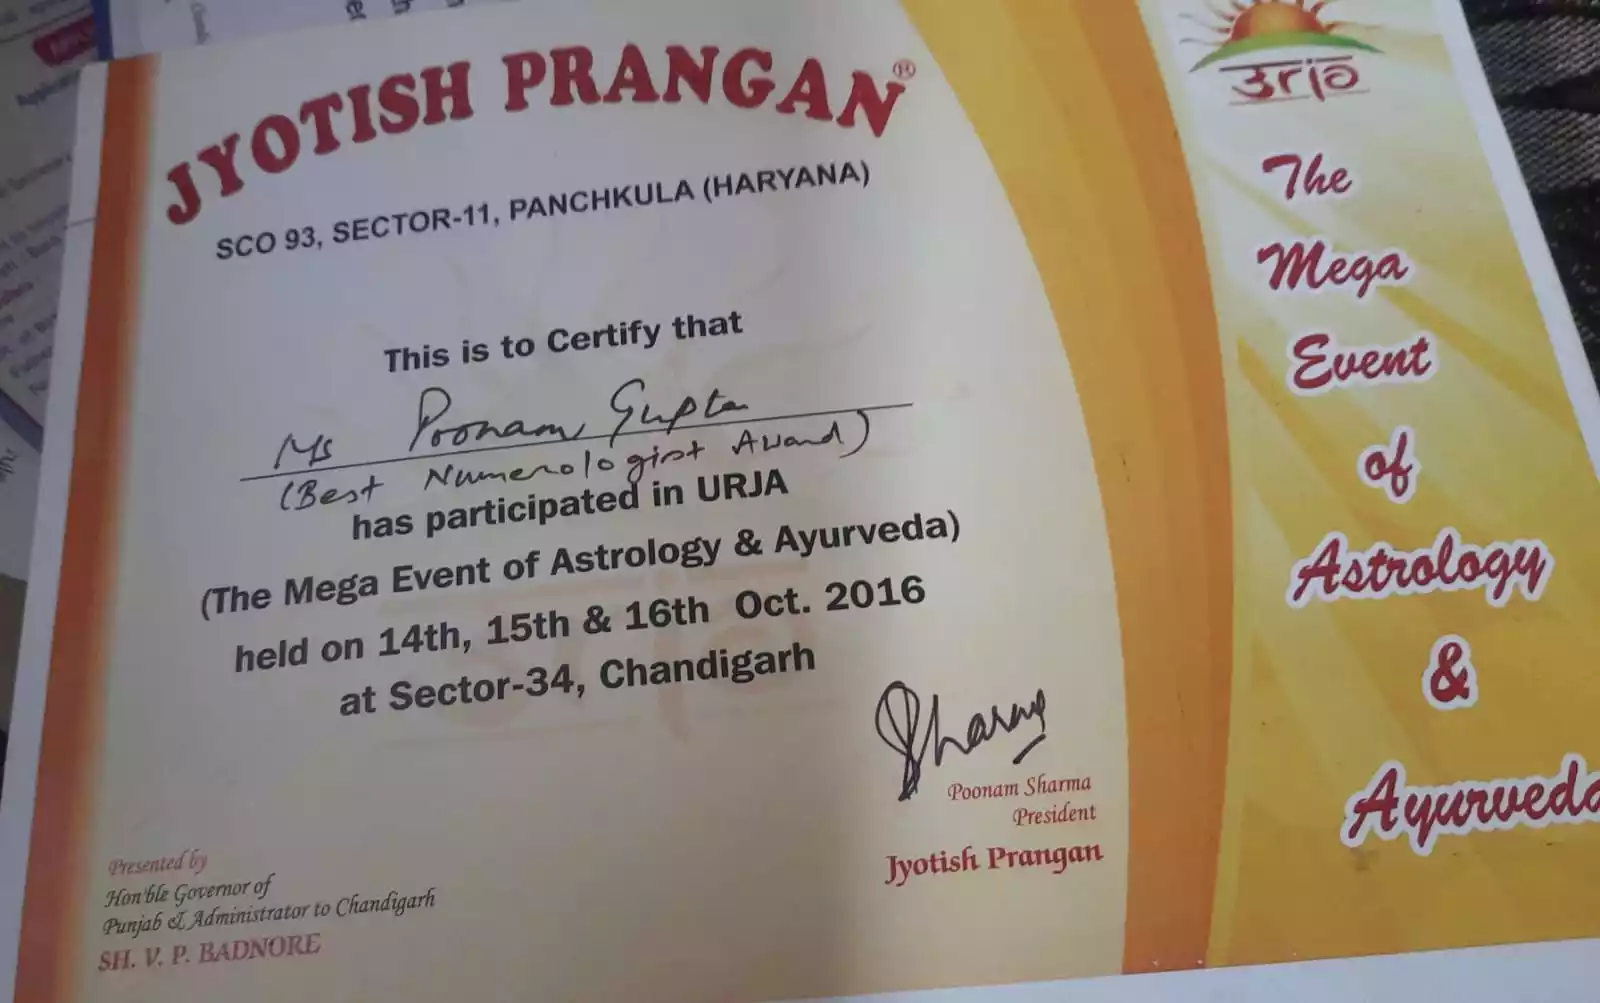 JYOTISH PRANGAN®
SCO 93, SECTOR-11, PANCHKULA (HARYANA)
This is to Certify that
Ms Poonam Gupta
(Best Numerologist Award)
has participated in URJA
(The Mega Event of Astrology & Ayurveda)
held on 14th, 15th & 16th Oct. 2016
at Sector-34, Chandigarh
Poonam Sharma
President
Jyotish Prangan
Presented by
Hon'ble Governor of
Punjab & Administrator to Chandigarh
SH. V. P. BADNORE
उरja
The
Mega
Event
of
Astrology
&
Ayurveda